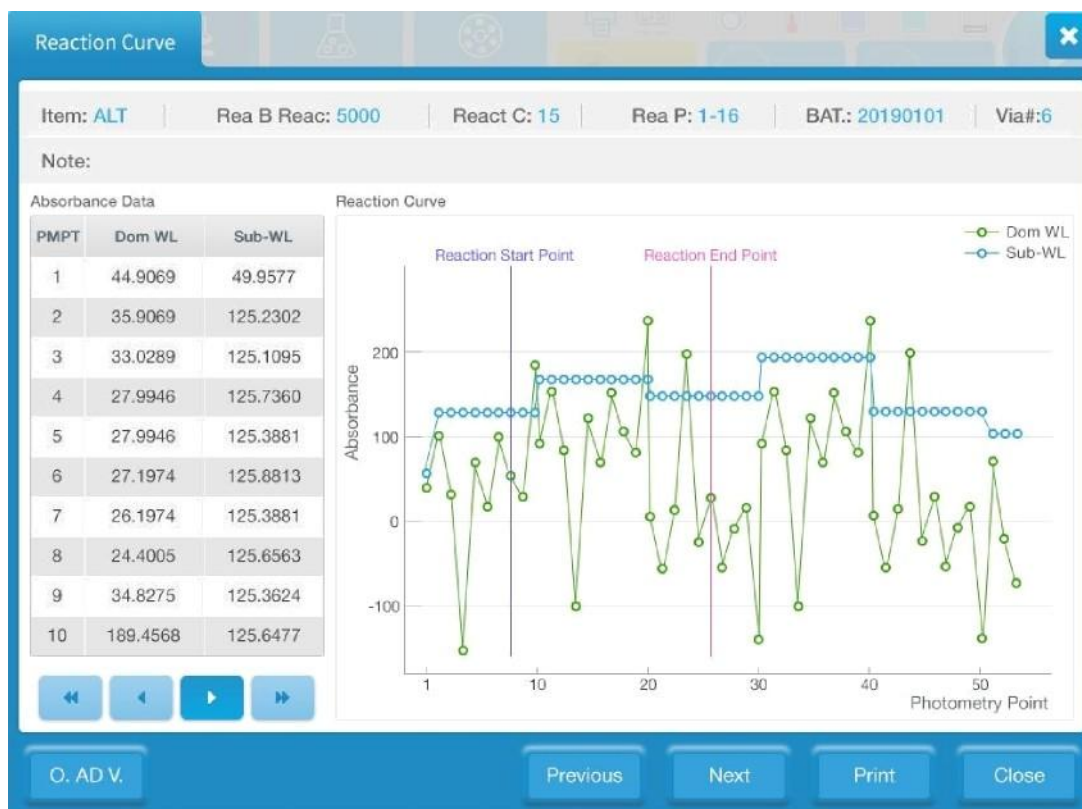 Reaction Curve
Item: ALT Rea B Reac: 5000 React C: 15 Rea P: 1-16 BAT.: 20190101 Via#:6
Note:
Absorbance Data
PMPT Dom WL Sub-WL
1 44.9069 49.9577
2 35.9069 125.2302
3 33.0289 125.1095
4 27.9946 125.7360
5 27.9946 125.3881
6 27.1974 125.8813
7 26.1974 125.3881
8 24.4005 125.6563
9 34.8275 125.3624
10 189.4568 125.6477
Reaction Curve
Dom WL
Sub-WL
Reaction Start Point Reaction End Point
Absorbance
200
100
0
-100
1 10 20 30 40 50
Photometry Point
O. AD V. Previous Next Print Close